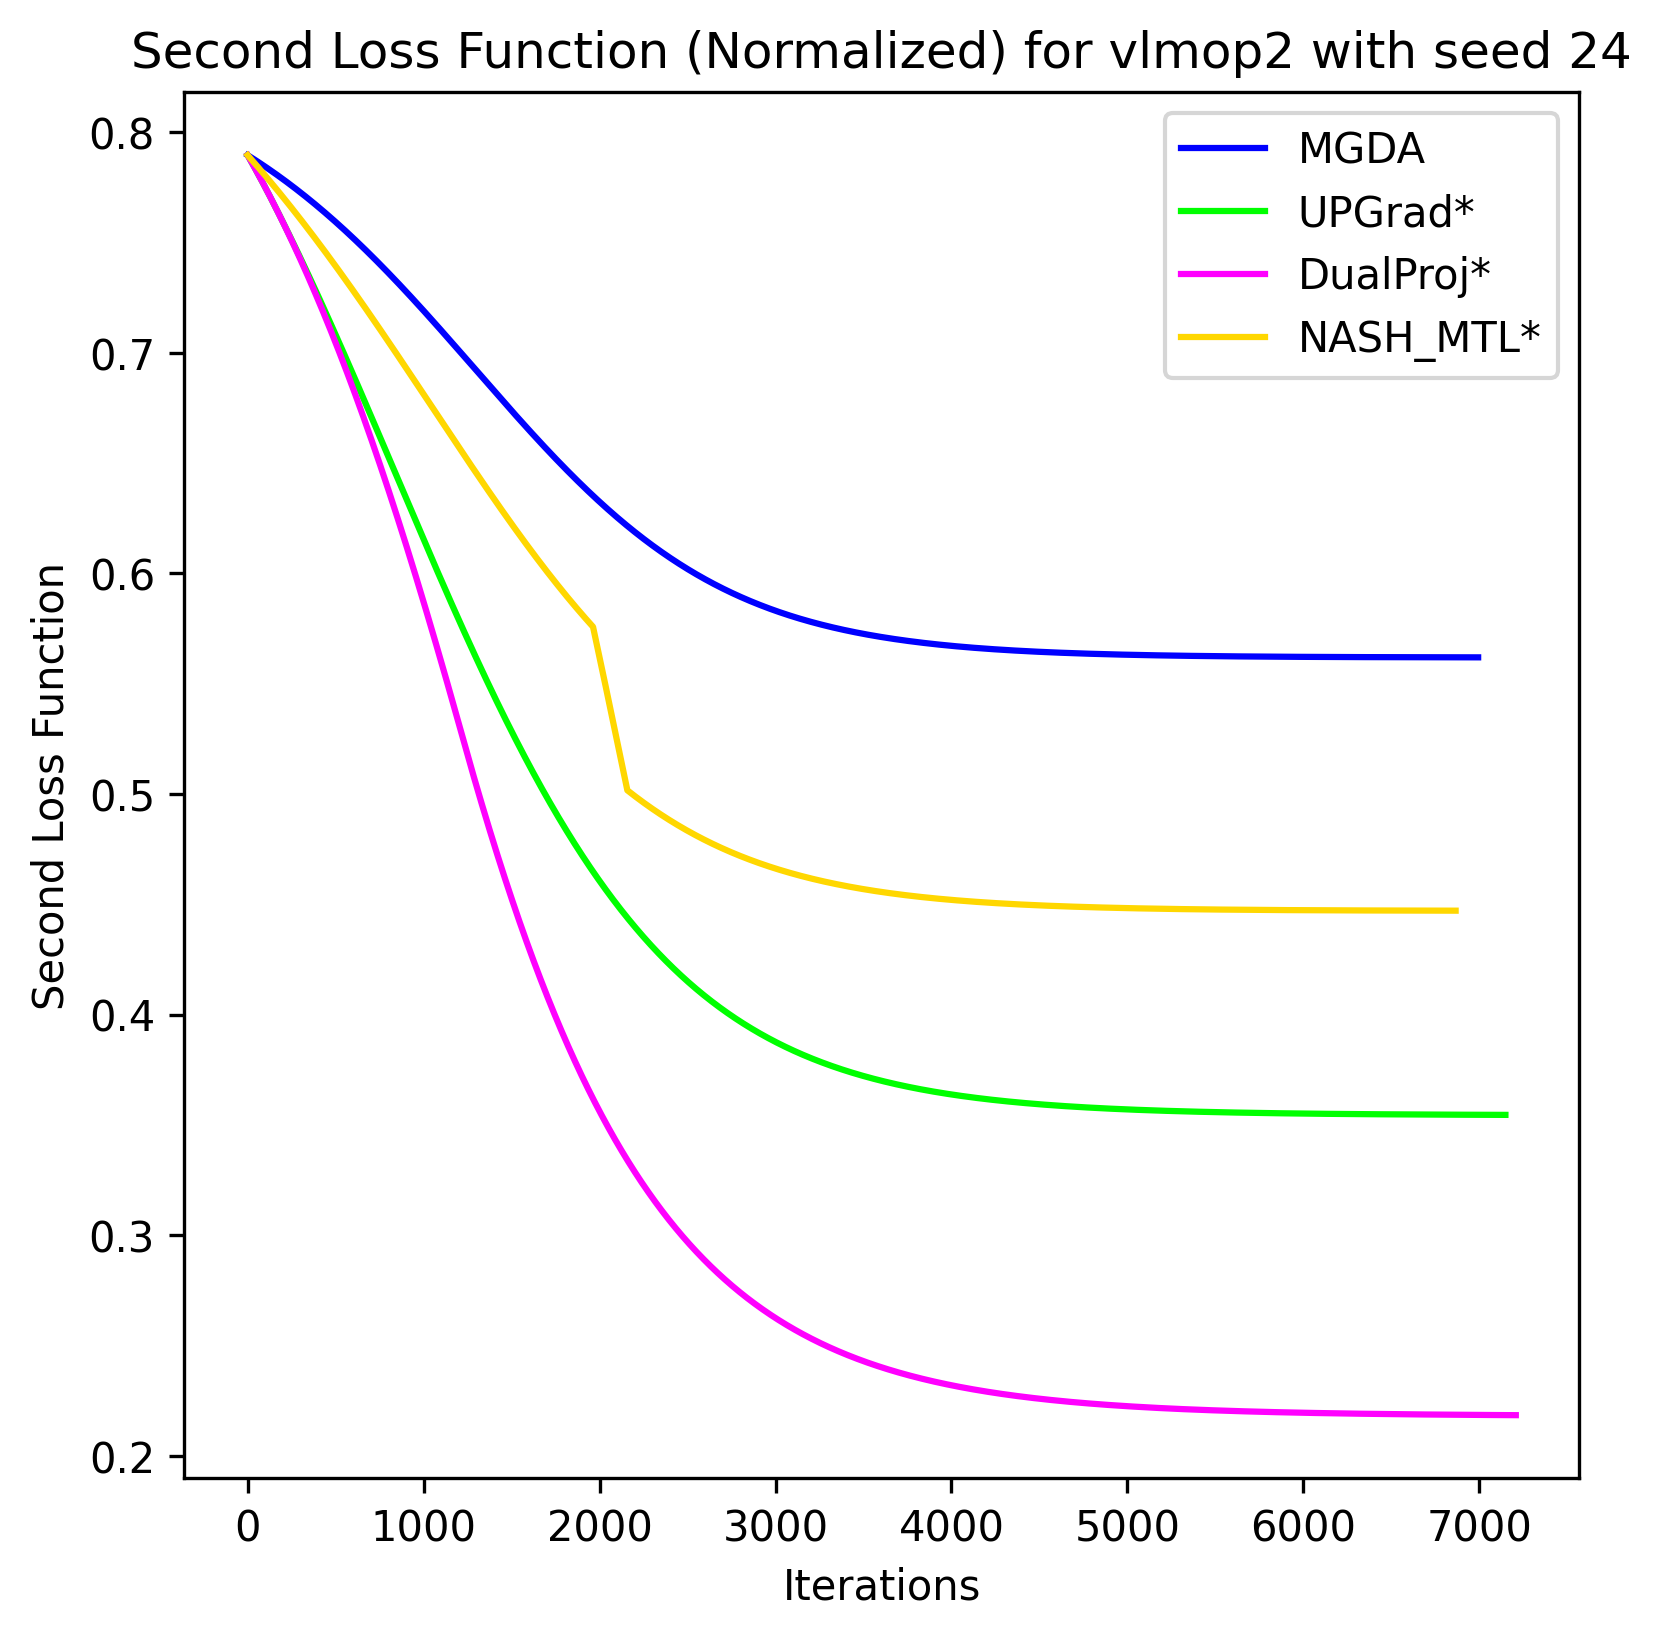 Second Loss Function (Normalized) for vlmop2 with seed 24
MGDA
UPGrad*
DualProj*
NASH_MTL*
Second Loss Function
0.8
0.7
0.6
0.5
0.4
0.3
0.2
0 1000 2000 3000 4000 5000 6000 7000
Iterations